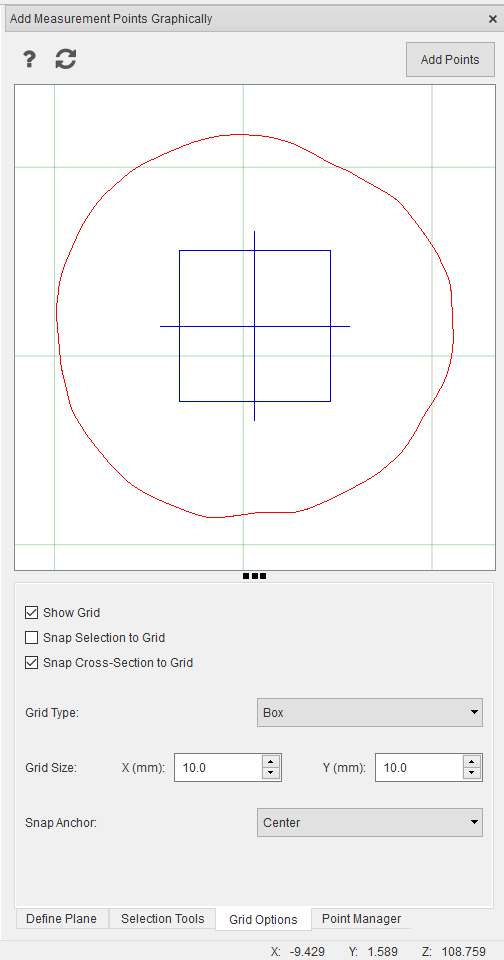 Add Measurement Points Graphically
Add Points
Show Grid
Snap Selection to Grid
Snap Cross-Section to Grid
Grid Type: Box
Grid Size: X (mm): 10.0 Y (mm): 10.0
Snap Anchor: Center
Define Plane Selection Tools Grid Options Point Manager
X: -9.429 Y: 1.589 Z: 108.759